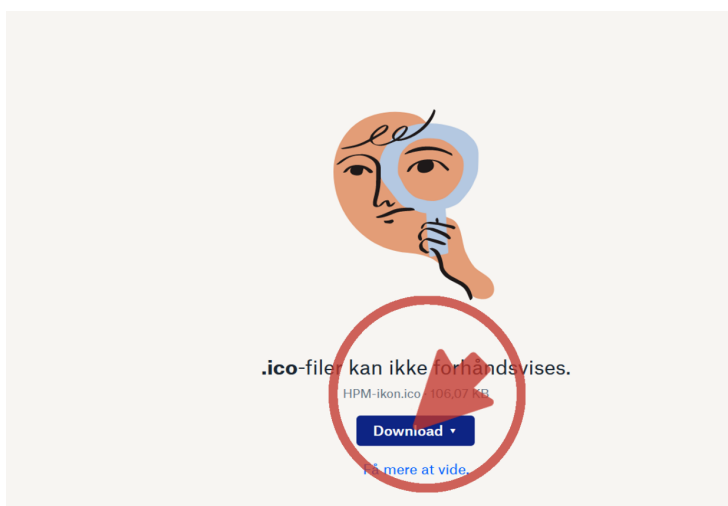 .ico-filer kan ikke forhåndsvises.
HPM-ikon.ico · 106,07 KB
Download
Få mere at vide.